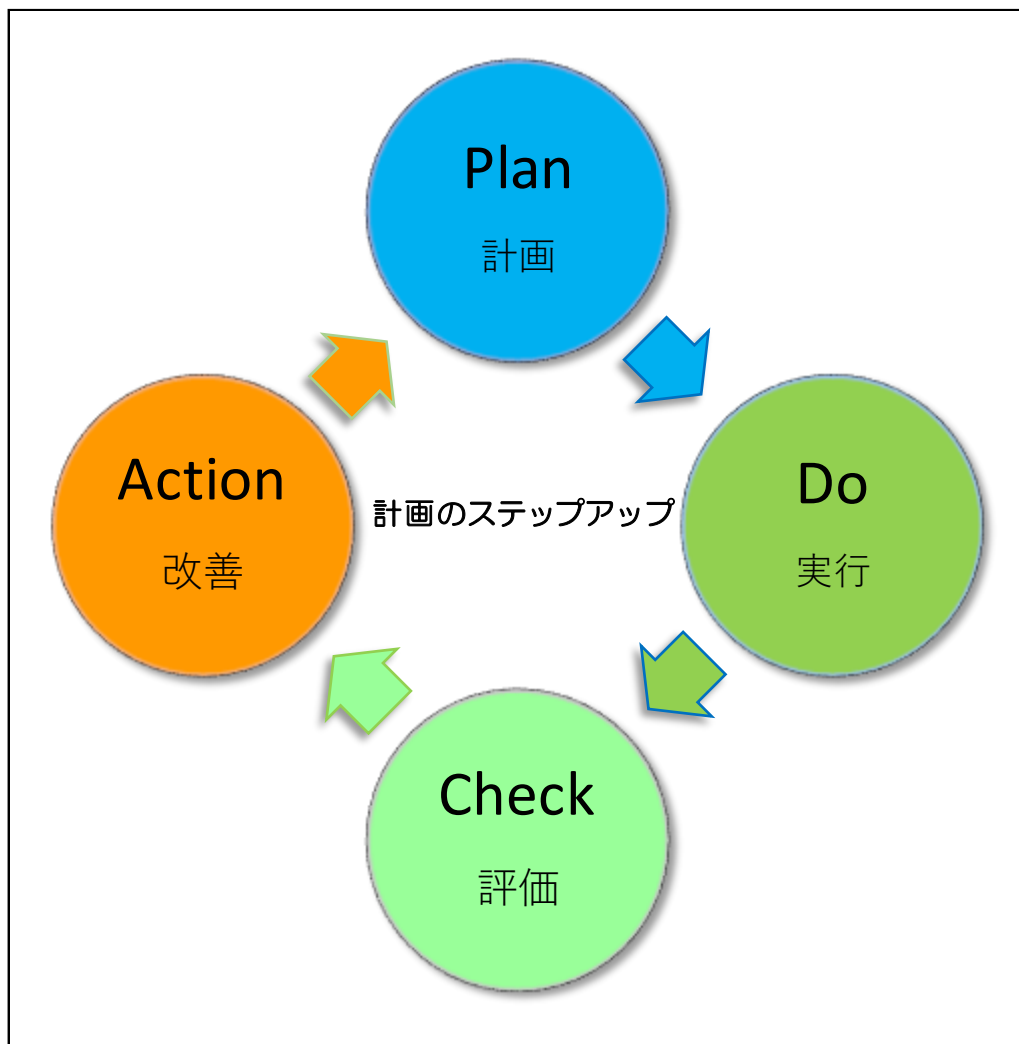 Plan
計画
Do
実行
Check
評価
Action
改善
計画のステップアップ